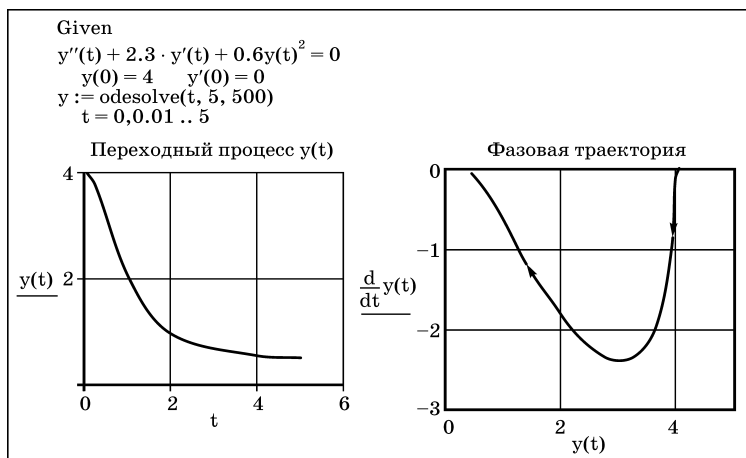 Given
y′′(t) + 2.3 · y′(t) + 0.6y(t)² = 0
y(0) = 4 y′(0) = 0
y := odesolve(t, 5, 500)
t = 0,0.01 .. 5
Переходный процесс y(t)
4
y(t) 2
0 2 4 6
t
Фазовая траектория
0
−1
d/dt y(t)
−2
−3
0 2 4
y(t)